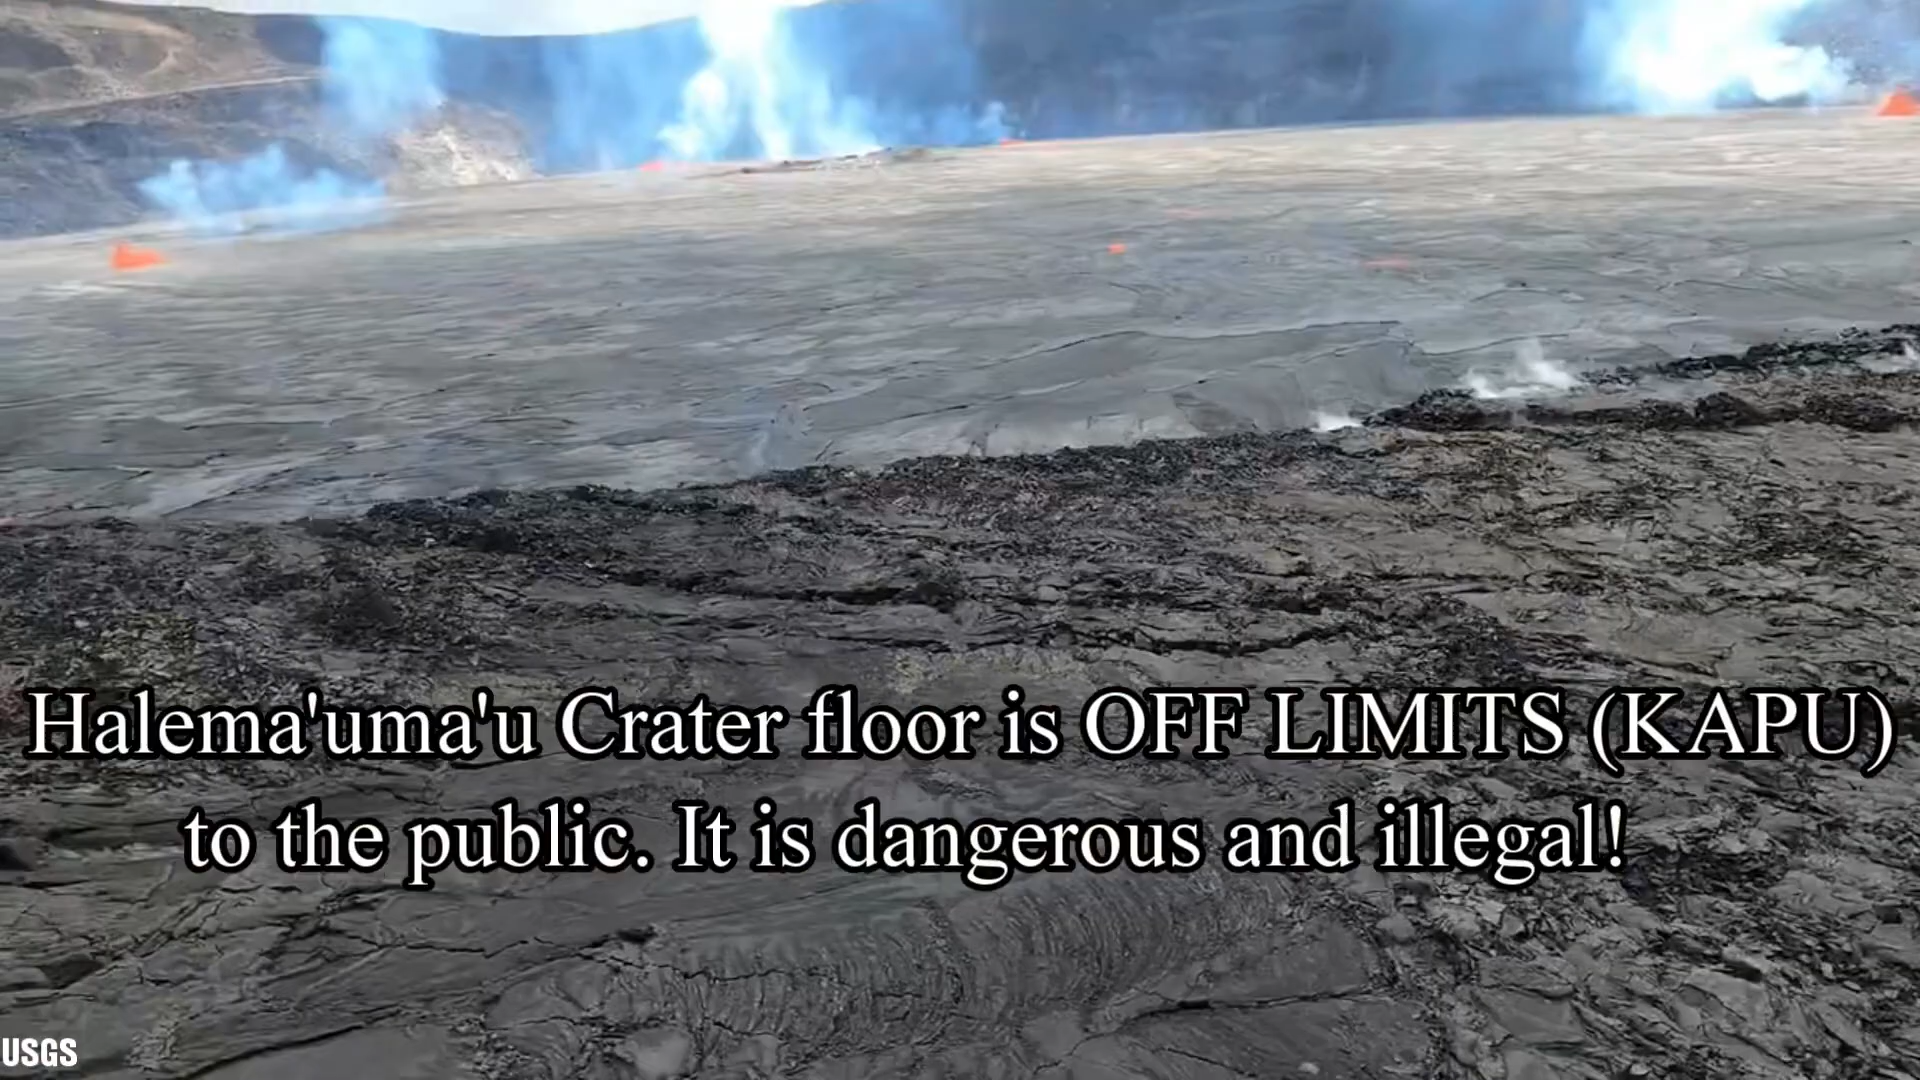 Halema'uma'u Crater floor is OFF LIMITS (KAPU)
to the public. It is dangerous and illegal!
USGS